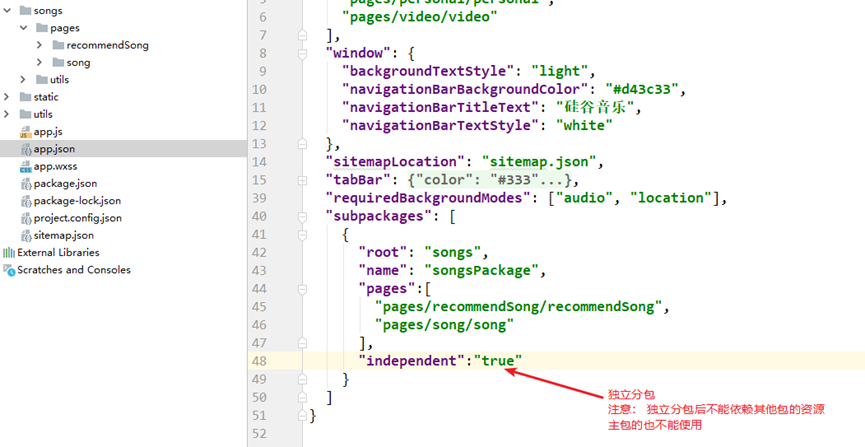 songs
pages
recommendSong
song
utils
static
utils
app.js
app.json
app.wxss
package.json
package-lock.json
project.config.json
sitemap.json
External Libraries
Scratches and Consoles
6 "pages/video/video"
7 ],
8 "window": {
9 "backgroundTextStyle": "light",
10 "navigationBarBackgroundColor": "#d43c33",
11 "navigationBarTitleText": "硅谷音乐",
12 "navigationBarTextStyle": "white"
13 },
14 "sitemapLocation": "sitemap.json",
15 "tabBar": {"color": "#333"...},
39 "requiredBackgroundModes": ["audio", "location"],
40 "subpackages": [
41 {
42 "root": "songs",
43 "name": "songsPackage",
44 "pages":[
45 "pages/recommendSong/recommendSong",
46 "pages/song/song"
47 ],
48 "independent":"true"
49 }
50 ]
51 }
52
独立分包
注意： 独立分包后不能依赖其他包的资源
主包的也不能使用